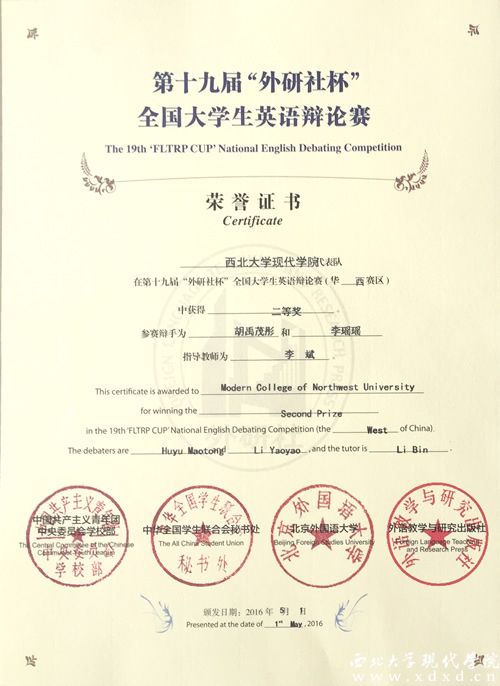 第十九届“外研社杯”
全国大学生英语辩论赛
The 19th ‘FLTRP CUP’ National English Debating Competition
荣誉证书
Certificate
西北大学现代学院代表队
在第十九届“外研社杯”全国大学生英语辩论赛(华 西 赛区)
中获得 二等奖
参赛辩手为 胡禹茂彤 和 李瑶瑶
指导教师为 李 斌
This certificate is awarded to Modern College of Northwest University
for winning the Second Prize
in the 19th ‘FLTRP CUP’ National English Debating Competition (the West of China).
The debaters are Huyu Maotong and Li Yaoyao, and the tutor is Li Bin.
中国共产主义青年团
中央委员会学校部
The Central Committee of the Chinese
Communist Youth League
学校部
中华全国学生联合会秘书处
The All China Student Union
秘书处
北京外国语大学
Beijing Foreign Studies University
外语教学与研究出版社
Foreign Language Teaching
and Research Press
颁发日期:2016 年 5月 1日
Presented at the date of 1st May, 2016
西北大学现代学院
www.xdxd.cn